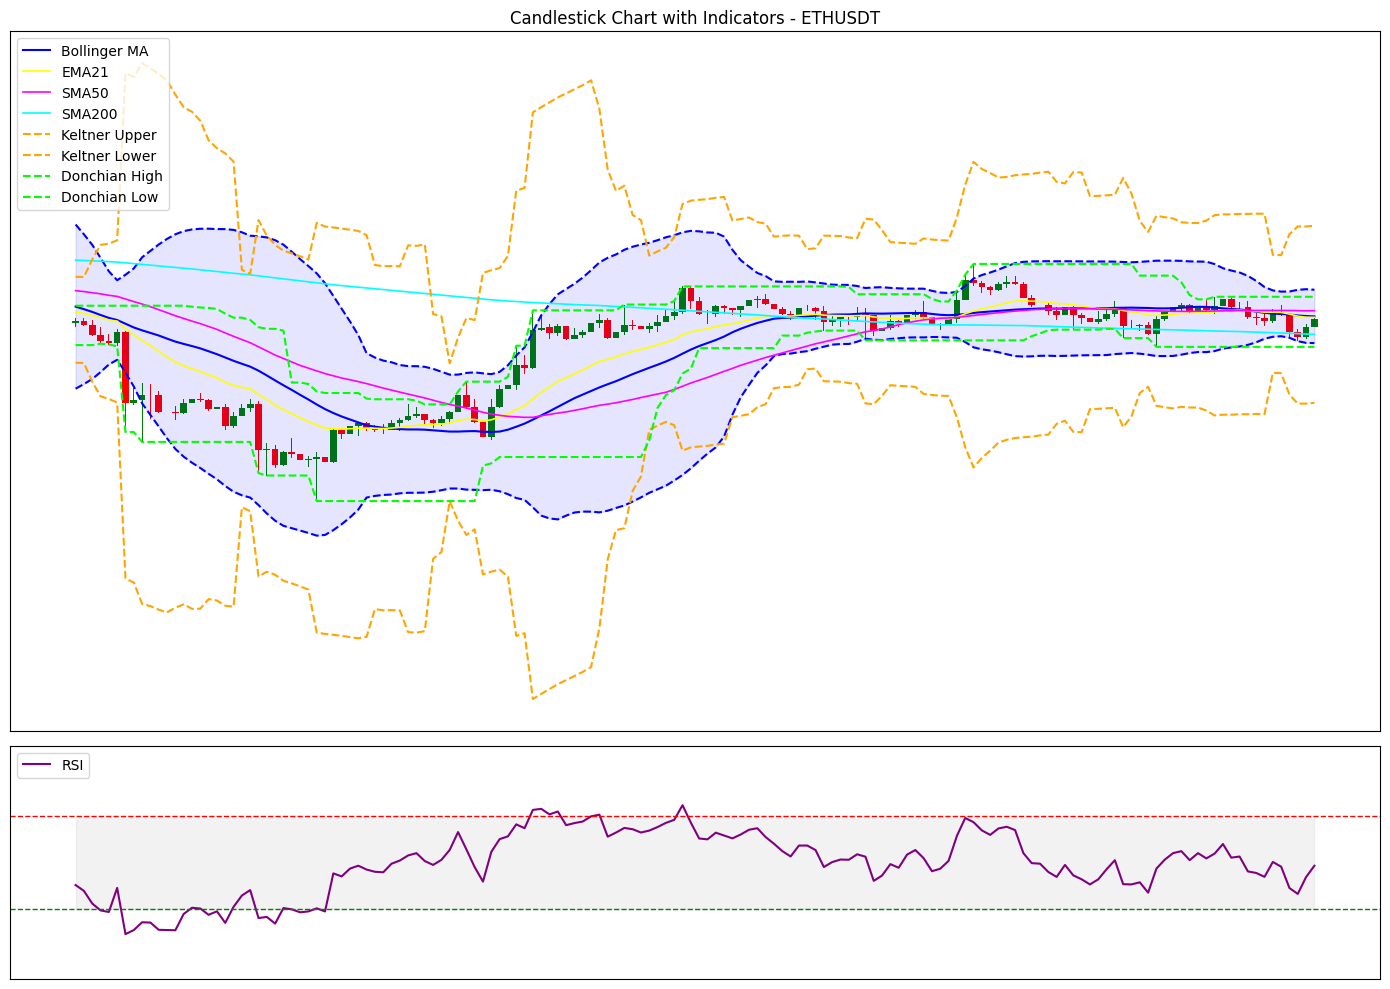 Candlestick Chart with Indicators - ETHUSDT
Bollinger MA
EMA21
SMA50
SMA200
Keltner Upper
Keltner Lower
Donchian High
Donchian Low
RSI